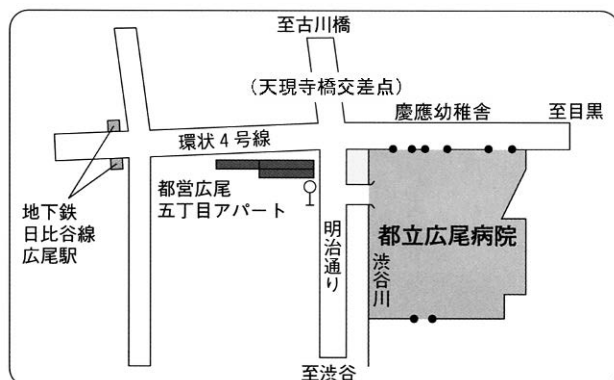 至古川橋
(天現寺橋交差点)
慶應幼稚舎
至目黒
環状4号線
地下鉄
日比谷線
広尾駅
都営広尾
五丁目アパート
明治通り
渋谷川
都立広尾病院
至渋谷